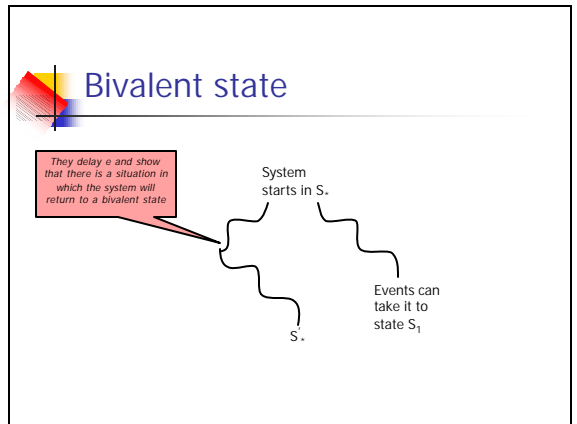 Bivalent state
They delay e and show
that there is a situation in
which the system will
return to a bivalent state
System
starts in S*
Events can
take it to
state S1
S'*